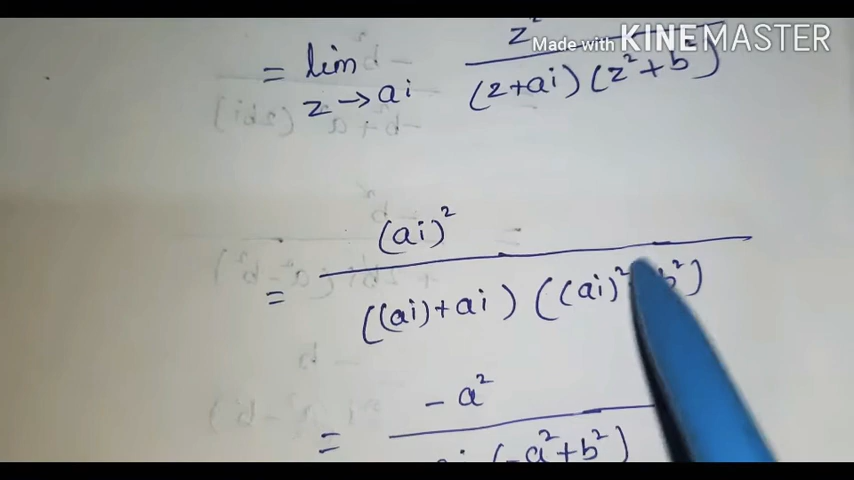 Made with KINEMASTER
= lim z→ai z² / (z+ai)(z²+b²)
= (ai)² / ((ai)+ai) ((ai)² b²)
= -a² / i (-a²+b²)